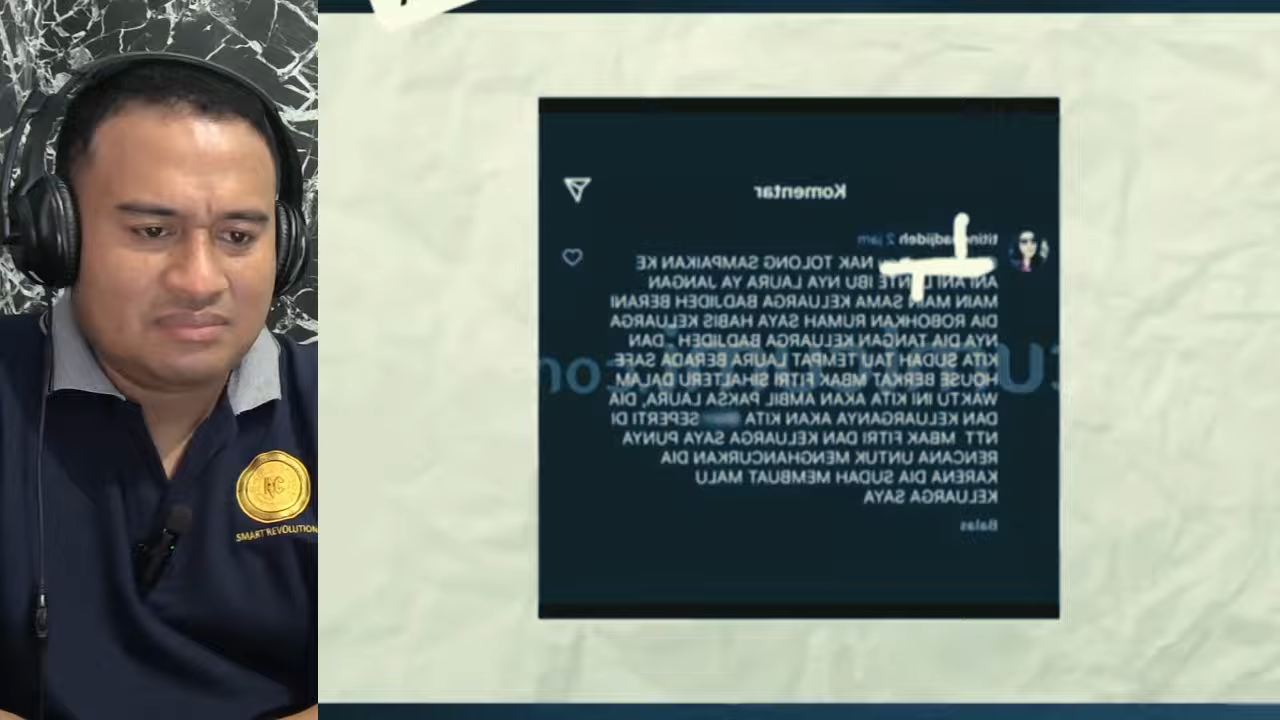 Komentar
2 jam
NAK TOLONG SAMPAIKAN KE
IBU NYA LAURA YA JANGAN
MAIN MAIN SAMA KELUARGA BADJIDEH BERANI
DIA ROBOHKAN RUMAH SAYA HABIS KELUARGA
NYA DIA TANGAN KELUARGA BADJIDEH . DAN
KITA SUDAH TAU TEMPAT LAURA BERADA SAFE
HOUSE BERKAT MBAK FITRI SIHALTERU DALAM
WAKTU INI KITA AKAN AMBIL PAKSA LAURA, DIA
DAN KELUARGANYA AKAN KITA SEPERTI DI
NTT MBAK FITRI DAN KELUARGA SAYA PUNYA
RENCANA UNTUK MENGHANCURKAN DIA
KARENA DIA SUDAH MEMBUAT MALU
KELUARGA SAYA
Balas
RC
SMART REVOLUTION